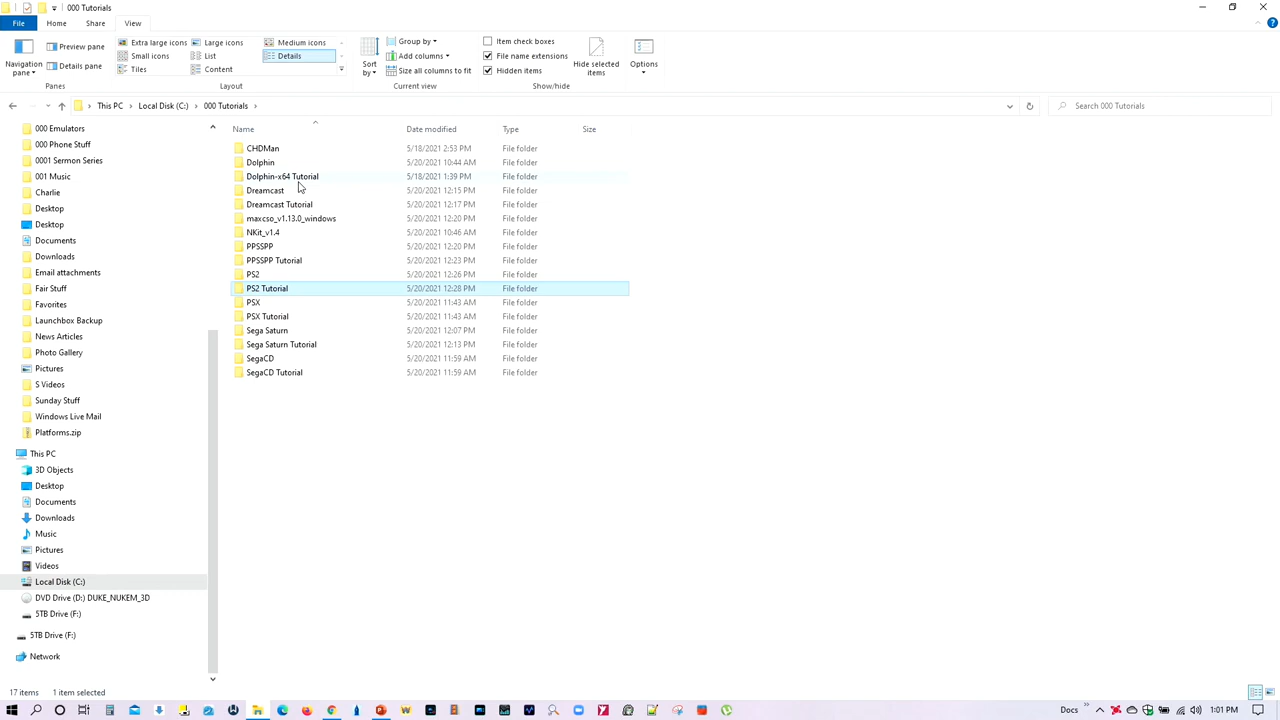 000 Tutorials
File Home Share View
Navigation pane
Preview pane
Details pane
Panes
Extra large icons Large icons Medium icons
Small icons List Details
Tiles Content
Layout
Sort by
Group by
Add columns
Size all columns to fit
Current view
Item check boxes
File name extensions
Hidden items
Hide selected items
Show/hide
Options
This PC Local Disk (C:) 000 Tutorials
Search 000 Tutorials
000 Emulators
000 Phone Stuff
0001 Sermon Series
001 Music
Charlie
Desktop
Desktop
Documents
Downloads
Email attachments
Fair Stuff
Favorites
Launchbox Backup
News Articles
Photo Gallery
Pictures
S Videos
Sunday Stuff
Windows Live Mail
Platforms.zip
This PC
3D Objects
Desktop
Documents
Downloads
Music
Pictures
Videos
Local Disk (C:)
DVD Drive (D:) DUKE_NUKEM_3D
5TB Drive (F:)
5TB Drive (F:)
Network
Name Date modified Type Size
CHDMan 5/18/2021 2:53 PM File folder
Dolphin 5/20/2021 10:44 AM File folder
Dolphin-x64 Tutorial 5/18/2021 1:39 PM File folder
Dreamcast 5/20/2021 12:15 PM File folder
Dreamcast Tutorial 5/20/2021 12:17 PM File folder
maxcso_v1.13.0_windows 5/20/2021 12:20 PM File folder
NKit_v1.4 5/20/2021 10:46 AM File folder
PPSSPP 5/20/2021 12:20 PM File folder
PPSSPP Tutorial 5/20/2021 12:23 PM File folder
PS2 5/20/2021 12:26 PM File folder
PS2 Tutorial 5/20/2021 12:28 PM File folder
PSX 5/20/2021 11:43 AM File folder
PSX Tutorial 5/20/2021 11:43 AM File folder
Sega Saturn 5/20/2021 12:07 PM File folder
Sega Saturn Tutorial 5/20/2021 12:13 PM File folder
SegaCD 5/20/2021 11:59 AM File folder
SegaCD Tutorial 5/20/2021 11:59 AM File folder
17 items 1 item selected
Docs 1:01 PM